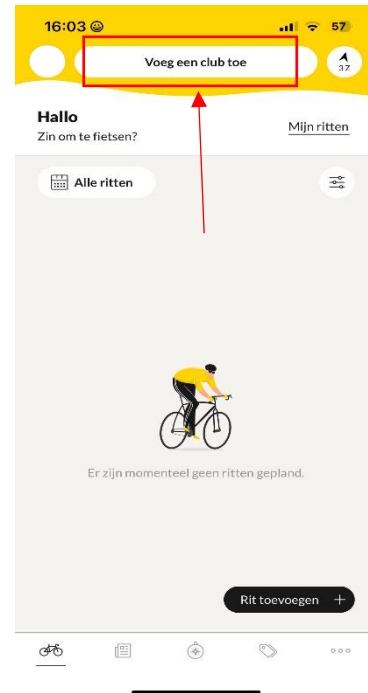 16:03
57
Voeg een club toe
37
Hallo
Zin om te fietsen?
Mijn ritten
Alle ritten
Er zijn momenteel geen ritten gepland.
Rit toevoegen +